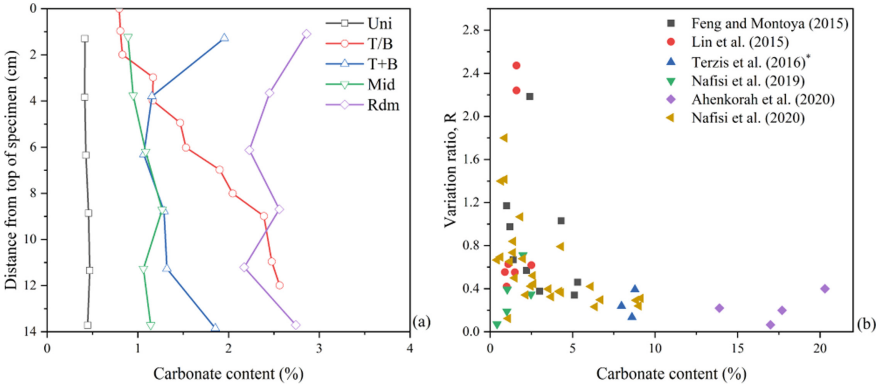 Uni
T/B
T+B
Mid
Rdm
Distance from top of specimen (cm)
0
2
4
6
8
10
12
14
0
1
2
3
4
Carbonate content (%)
(a)
Feng and Montoya (2015)
Lin et al. (2015)
Terzis et al. (2016)*
Nafisi et al. (2019)
Ahenkorah et al. (2020)
Nafisi et al. (2020)
Variation ratio, R
2.8
2.4
2.0
1.6
1.2
0.8
0.4
0.0
0
5
10
15
20
Carbonate content (%)
(b)